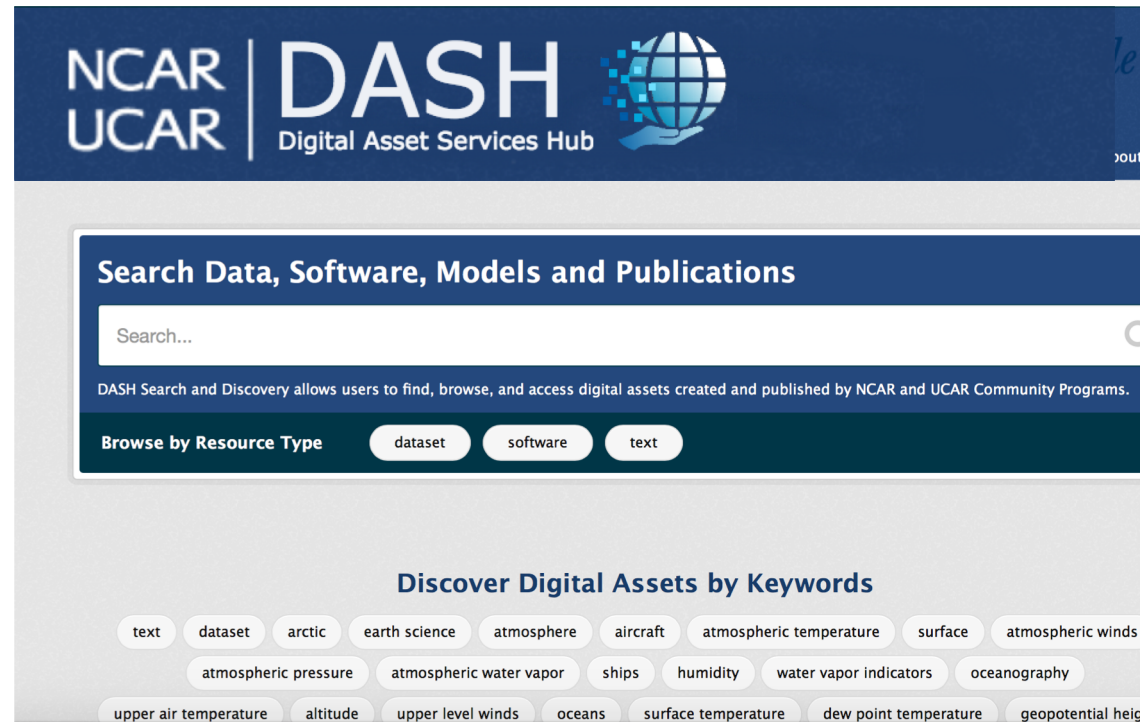 NCAR
UCAR
DASH
Digital Asset Services Hub
Search Data, Software, Models and Publications
Search...
DASH Search and Discovery allows users to find, browse, and access digital assets created and published by NCAR and UCAR Community Programs.
Browse by Resource Type dataset software text
Discover Digital Assets by Keywords
text dataset arctic earth science atmosphere aircraft atmospheric temperature surface atmospheric winds
atmospheric pressure atmospheric water vapor ships humidity water vapor indicators oceanography
upper air temperature altitude upper level winds oceans surface temperature dew point temperature geopotential